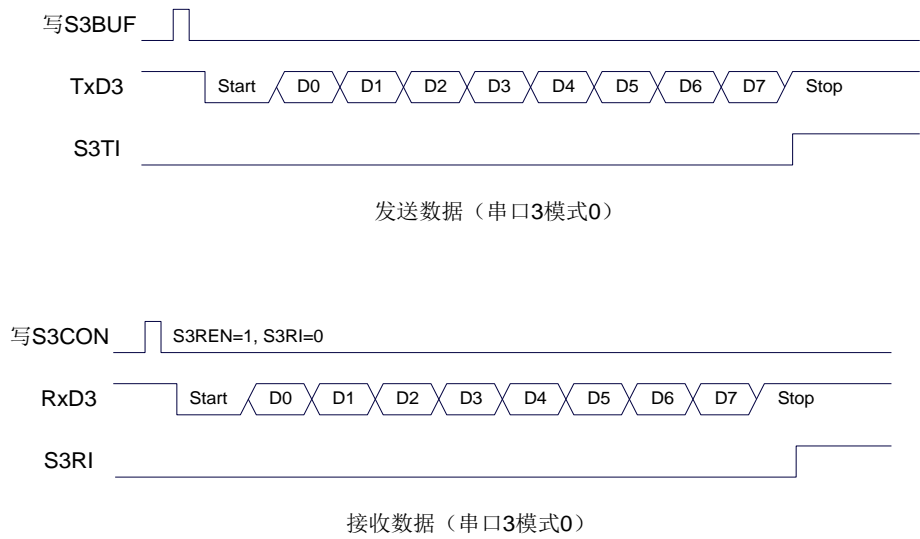 写S3BUF
TxD3 Start D0 D1 D2 D3 D4 D5 D6 D7 Stop
S3TI
发送数据（串口3模式0）
写S3CON S3REN=1, S3RI=0
RxD3 Start D0 D1 D2 D3 D4 D5 D6 D7 Stop
S3RI
接收数据（串口3模式0）